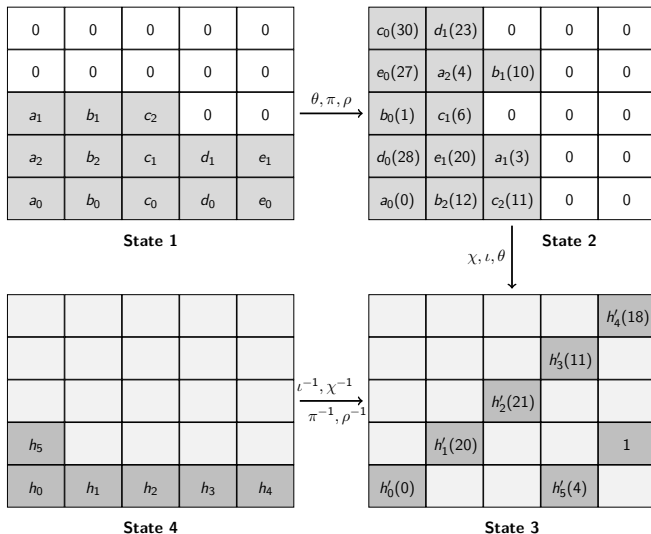 0 0 0 0 0
0 0 0 0 0
a₁ b₁ c₂ 0 0
a₂ b₂ c₁ d₁ e₁
a₀ b₀ c₀ d₀ e₀
State 1
θ, π, ρ
c₀(30) d₁(23) 0 0 0
e₀(27) a₂(4) b₁(10) 0 0
b₀(1) c₁(6) 0 0 0
d₀(28) e₁(20) a₁(3) 0 0
a₀(0) b₂(12) c₂(11) 0 0
State 2
χ, ι, θ
h₅
h₀ h₁ h₂ h₃ h₄
State 4
ι⁻¹, χ⁻¹
π⁻¹, ρ⁻¹
h′₄(18)
h′₃(11)
h′₂(21)
h′₁(20) 1
h′₀(0) h′₅(4)
State 3